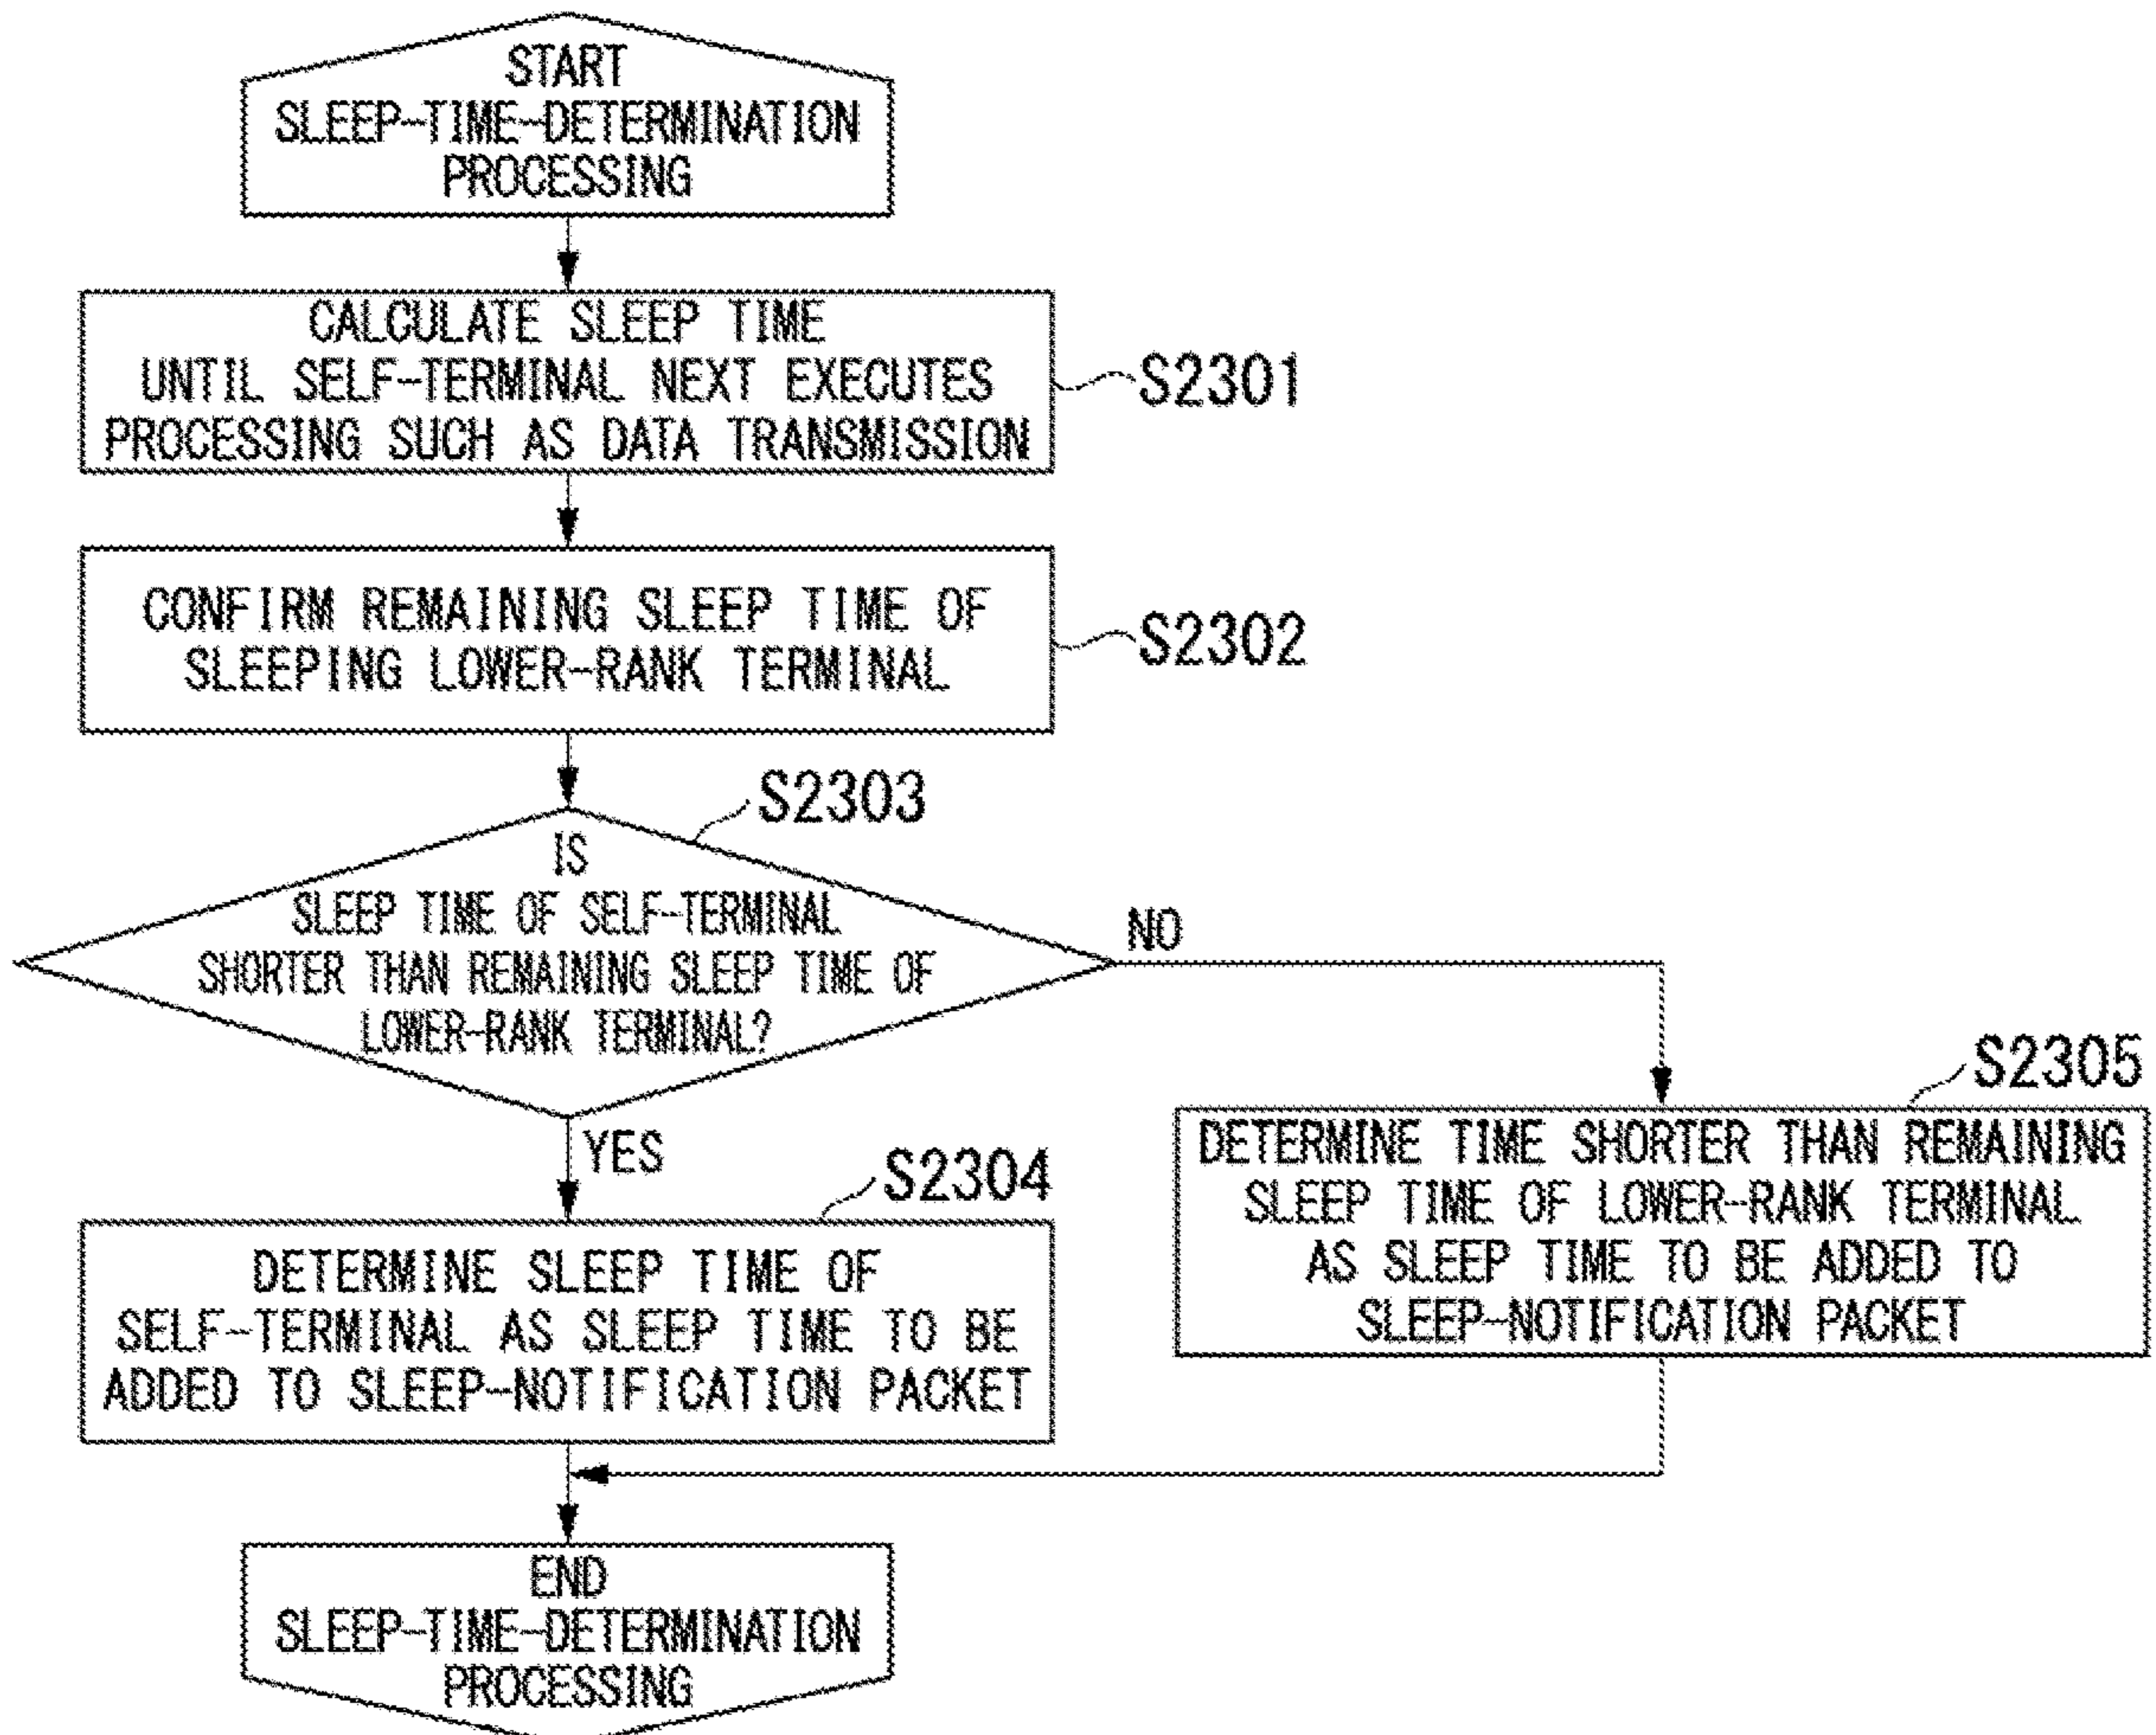 START
SLEEP-TIME-DETERMINATION
PROCESSING
CALCULATE SLEEP TIME
UNTIL SELF-TERMINAL NEXT EXECUTES
PROCESSING SUCH AS DATA TRANSMISSION
S2301
CONFIRM REMAINING SLEEP TIME OF
SLEEPING LOWER-RANK TERMINAL
S2302
S2303
IS
SLEEP TIME OF SELF-TERMINAL
SHORTER THAN REMAINING SLEEP TIME OF
LOWER-RANK TERMINAL?
NO
YES
S2304
DETERMINE SLEEP TIME OF
SELF-TERMINAL AS SLEEP TIME TO BE
ADDED TO SLEEP-NOTIFICATION PACKET
S2305
DETERMINE TIME SHORTER THAN REMAINING
SLEEP TIME OF LOWER-RANK TERMINAL
AS SLEEP TIME TO BE ADDED TO
SLEEP-NOTIFICATION PACKET
END
SLEEP-TIME-DETERMINATION
PROCESSING